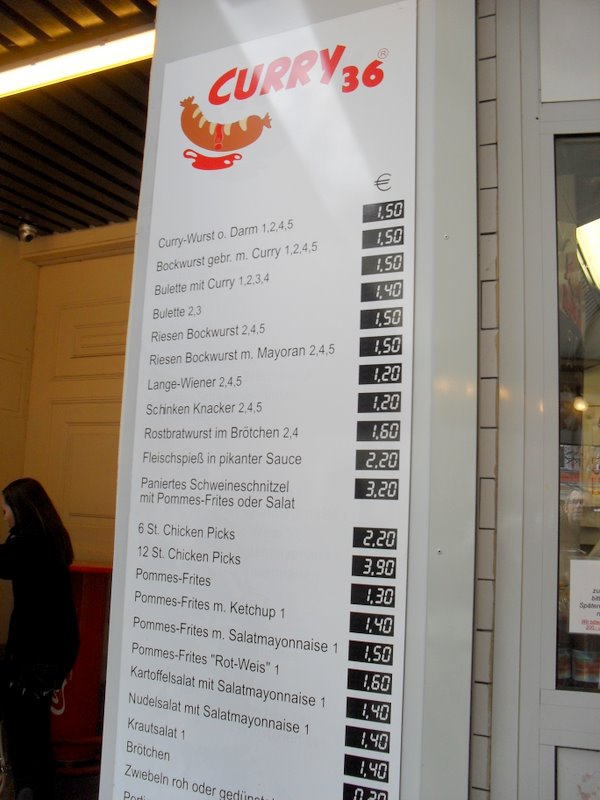 CURRY 36 ®
€
Curry-Wurst o. Darm 1,2,4,5 1,50
Bockwurst gebr. m. Curry 1,2,4,5 1,50
Bulette mit Curry 1,2,3,4 1,50
Bulette 2,3 1,40
Riesen Bockwurst 2,4,5 1,50
Riesen Bockwurst m. Mayoran 2,4,5 1,50
Lange-Wiener 2,4,5 1,20
Schinken Knacker 2,4,5 1,20
Rostbratwurst im Brötchen 2,4 1,60
Fleischspieß in pikanter Sauce 2,20
Paniertes Schweineschnitzel
mit Pommes-Frites oder Salat 3,20
6 St. Chicken Picks 2,20
12 St. Chicken Picks 3,90
Pommes-Frites 1,30
Pommes-Frites m. Ketchup 1 1,40
Pommes-Frites m. Salatmayonnaise 1 1,50
Pommes-Frites "Rot-Weis" 1 1,60
Kartoffelsalat mit Salatmayonnaise 1 1,40
Nudelsalat mit Salatmayonnaise 1 1,40
Krautsalat 1 1,40
Brötchen 0,20
Zwiebeln roh oder